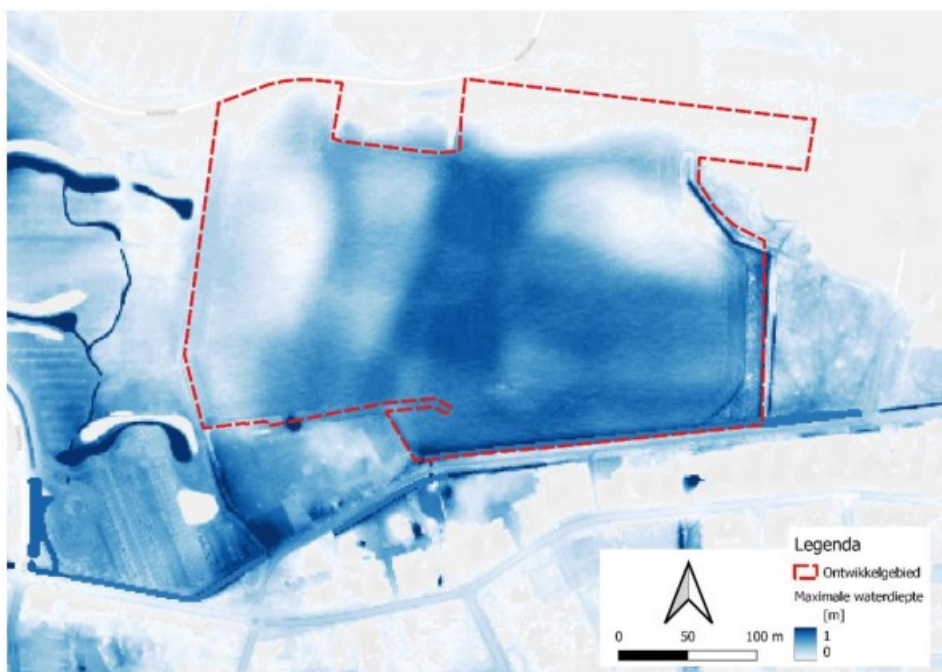 Legenda
Ontwikkelgebied
Maximale waterdiepte
[m]
1
0
0 50 100 m